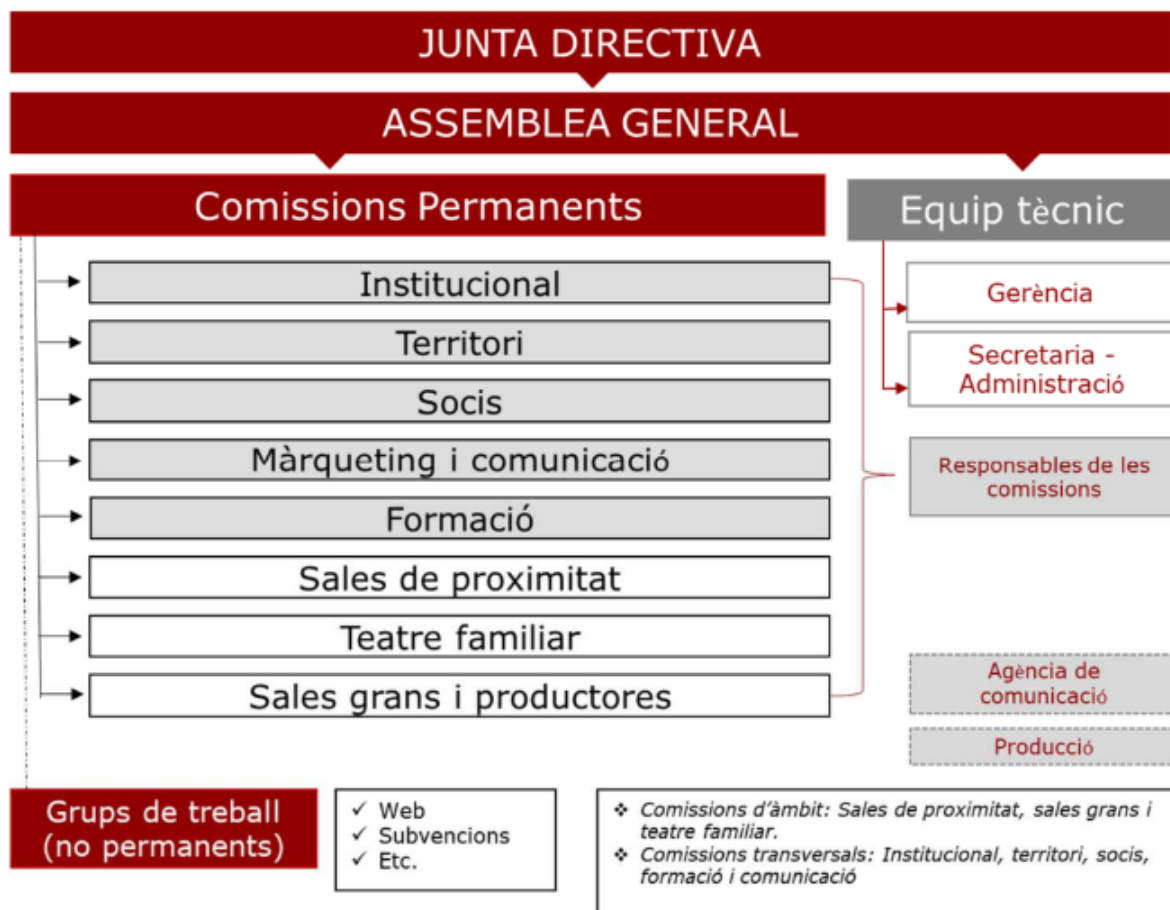 JUNTA DIRECTIVA
ASSEMBLEA GENERAL
Comissions Permanents
Institucional
Territori
Socis
Màrqueting i comunicació
Formació
Sales de proximitat
Teatre familiar
Sales grans i productores
Equip tècnic
Gerència
Secretaria -
Administració
Responsables de les
comissions
Agència de
comunicació
Producció
Grups de treball
(no permanents)
✓ Web
✓ Subvencions
✓ Etc.
❖ Comissions d'àmbit: Sales de proximitat, sales grans i
teatre familiar.
❖ Comissions transversals: Institucional, territori, socis,
formació i comunicació